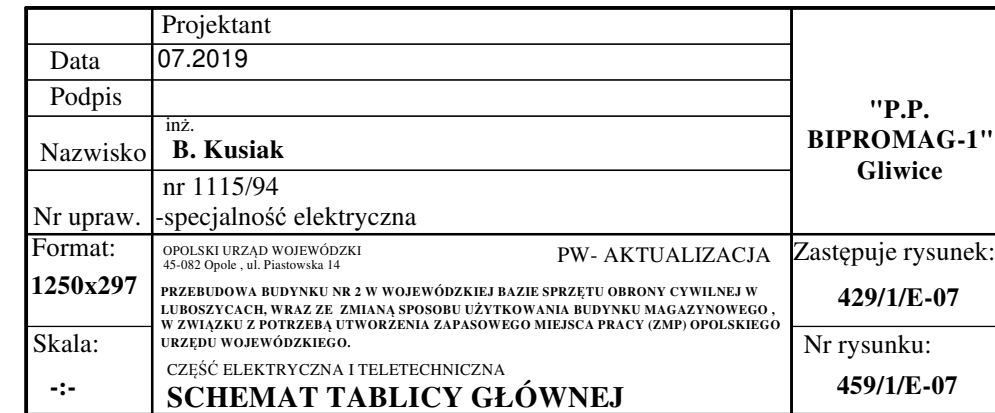 Projektant
Data 07.2019
Podpis
Nazwisko inż.
B. Kusiak
nr 1115/94
Nr upraw. -specjalność elektryczna
"P.P.
BIPROMAG-1"
Gliwice
Format:
1250x297
OPOLSKI URZĄD WOJEWÓDZKI
45-082 Opole , ul. Piastowska 14
PW- AKTUALIZACJA
PRZEBUDOWA BUDYNKU NR 2 W WOJEWÓDZKIEJ BAZIE SPRZĘTU OBRONY CYWILNEJ W
LUBOSZYCACH, WRAZ ZE ZMIANĄ SPOSOBU UŻYTKOWANIA BUDYNKU MAGAZYNOWEGO ,
W ZWIĄZKU Z POTRZEBĄ UTWORZENIA ZAPASOWEGO MIEJSCA PRACY (ZMP) OPOLSKIEGO
URZĘDU WOJEWÓDZKIEGO.
Zastępuje rysunek:
429/1/E-07
Skala:
-:-
CZĘŚĆ ELEKTRYCZNA I TELETECHNICZNA
SCHEMAT TABLICY GŁÓWNEJ
Nr rysunku:
459/1/E-07